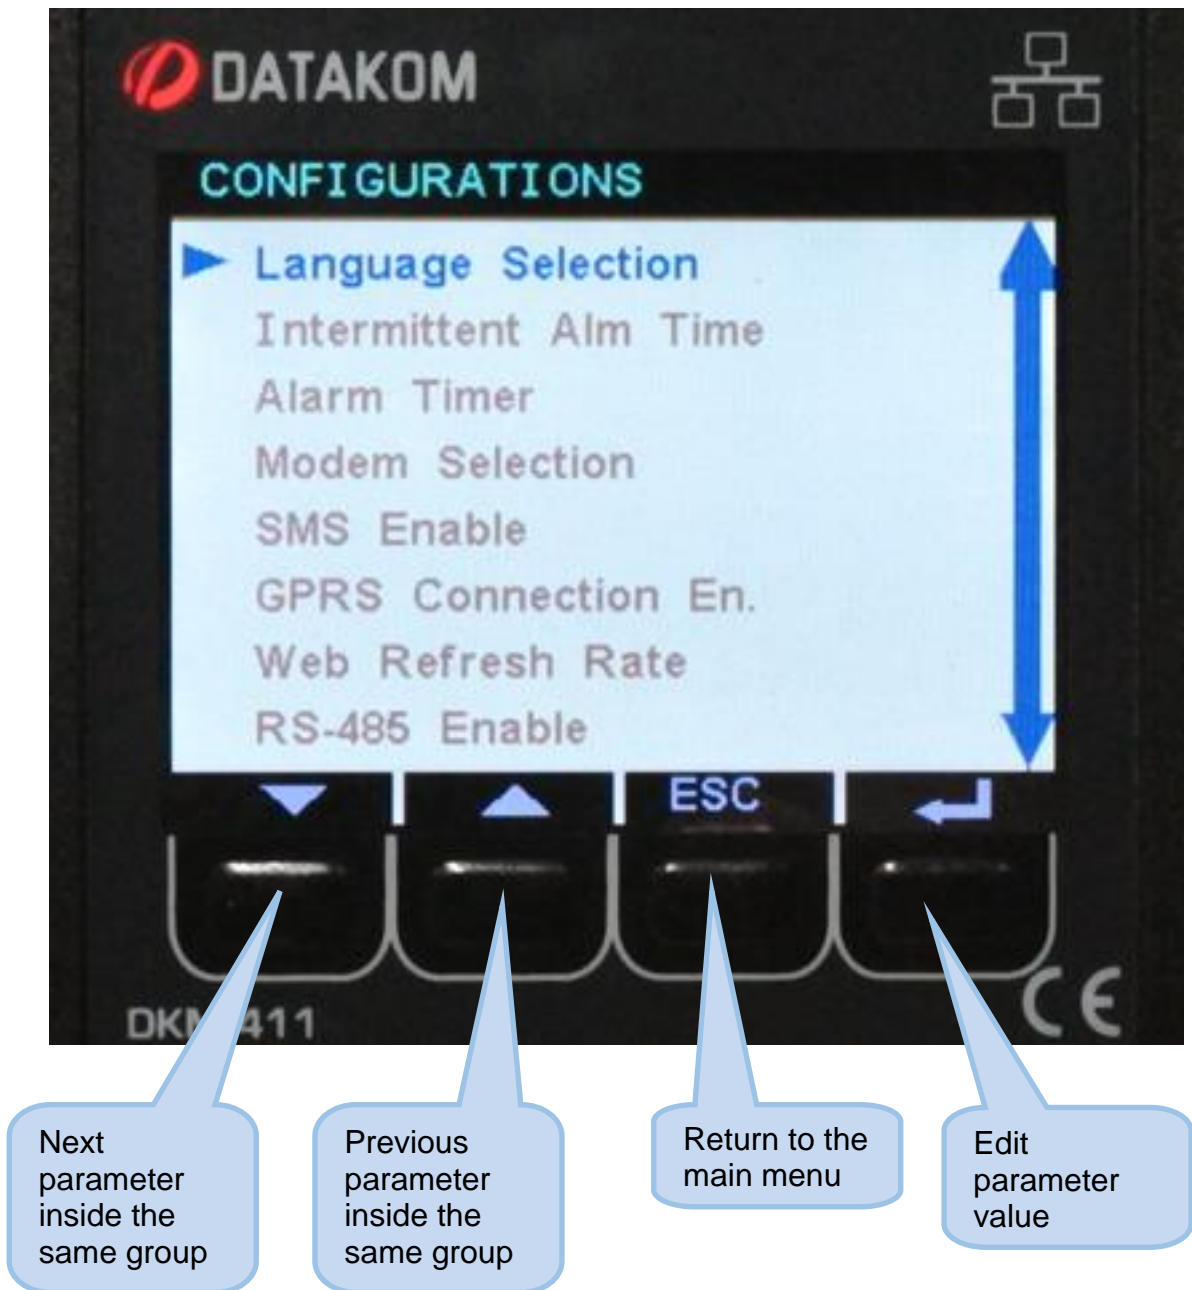 DATAKOM
CONFIGURATIONS
Language Selection
Intermittent Alm Time
Alarm Timer
Modem Selection
SMS Enable
GPRS Connection En.
Web Refresh Rate
RS-485 Enable
ESC
411
CE
Next
parameter
inside the
same group
Previous
parameter
inside the
same group
Return to the
main menu
Edit
parameter
value